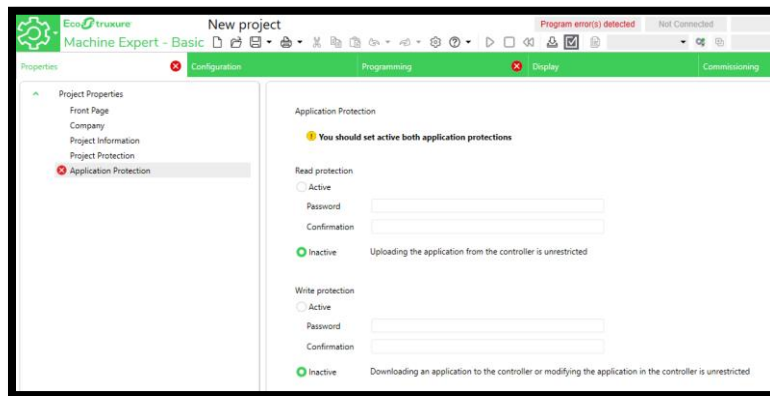 EcoStruxure
Machine Expert - Basic
New project
Program error(s) detected
Not Connected
Properties
Configuration
Programming
Display
Commissioning
Project Properties
Front Page
Company
Project Information
Project Protection
Application Protection
Application Protection
You should set active both application protections
Read protection
Active
Password
Confirmation
Inactive Uploading the application from the controller is unrestricted
Write protection
Active
Password
Confirmation
Inactive Downloading an application to the controller or modifying the application in the controller is unrestricted